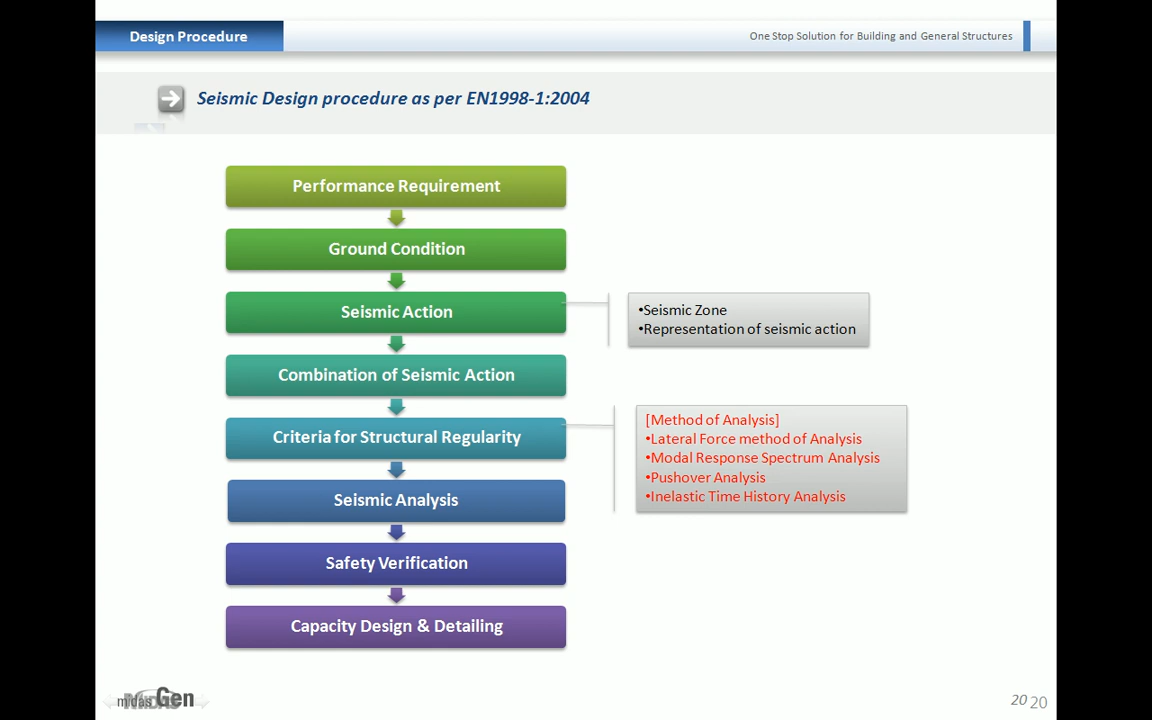 Design Procedure
One Stop Solution for Building and General Structures
Seismic Design procedure as per EN1998-1:2004
Performance Requirement
Ground Condition
Seismic Action
•Seismic Zone
•Representation of seismic action
Combination of Seismic Action
Criteria for Structural Regularity
[Method of Analysis]
•Lateral Force method of Analysis
•Modal Response Spectrum Analysis
•Pushover Analysis
•Inelastic Time History Analysis
Seismic Analysis
Safety Verification
Capacity Design & Detailing
midas Gen
20 20